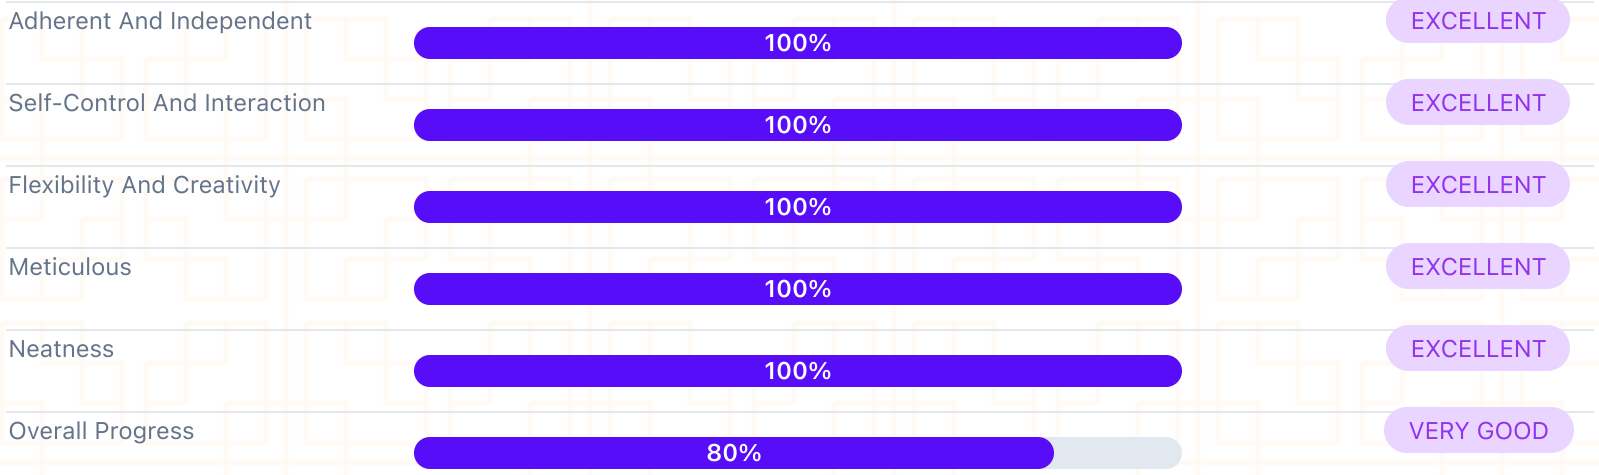 Adherent And Independent
100%
EXCELLENT
Self-Control And Interaction
100%
EXCELLENT
Flexibility And Creativity
100%
EXCELLENT
Meticulous
100%
EXCELLENT
Neatness
100%
EXCELLENT
Overall Progress
80%
VERY GOOD